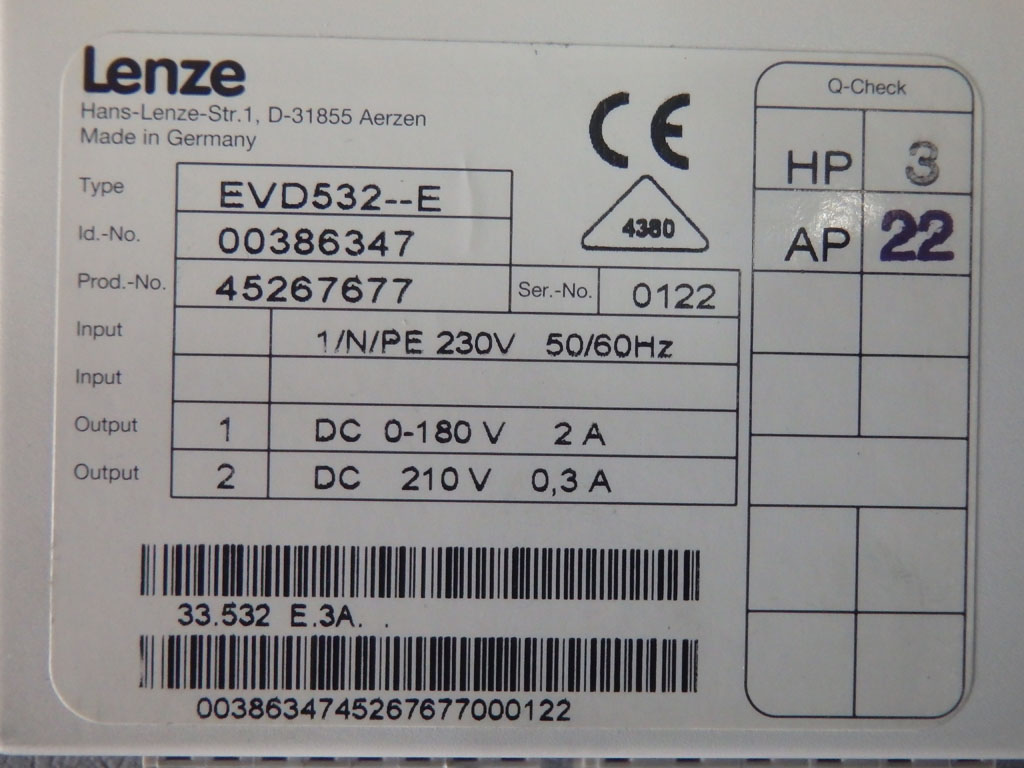 Lenze
Hans-Lenze-Str.1, D-31855 Aerzen
Made in Germany
Type EVD532--E
Id.-No. 00386347
Prod.-No. 45267677 Ser.-No. 0122
Input 1/N/PE 230V 50/60Hz
Input
Output 1 DC 0-180 V 2 A
Output 2 DC 210 V 0,3 A
CE
4380
Q-Check
HP 3
AP 22
33.532 E.3A. .
0038634745267677000122